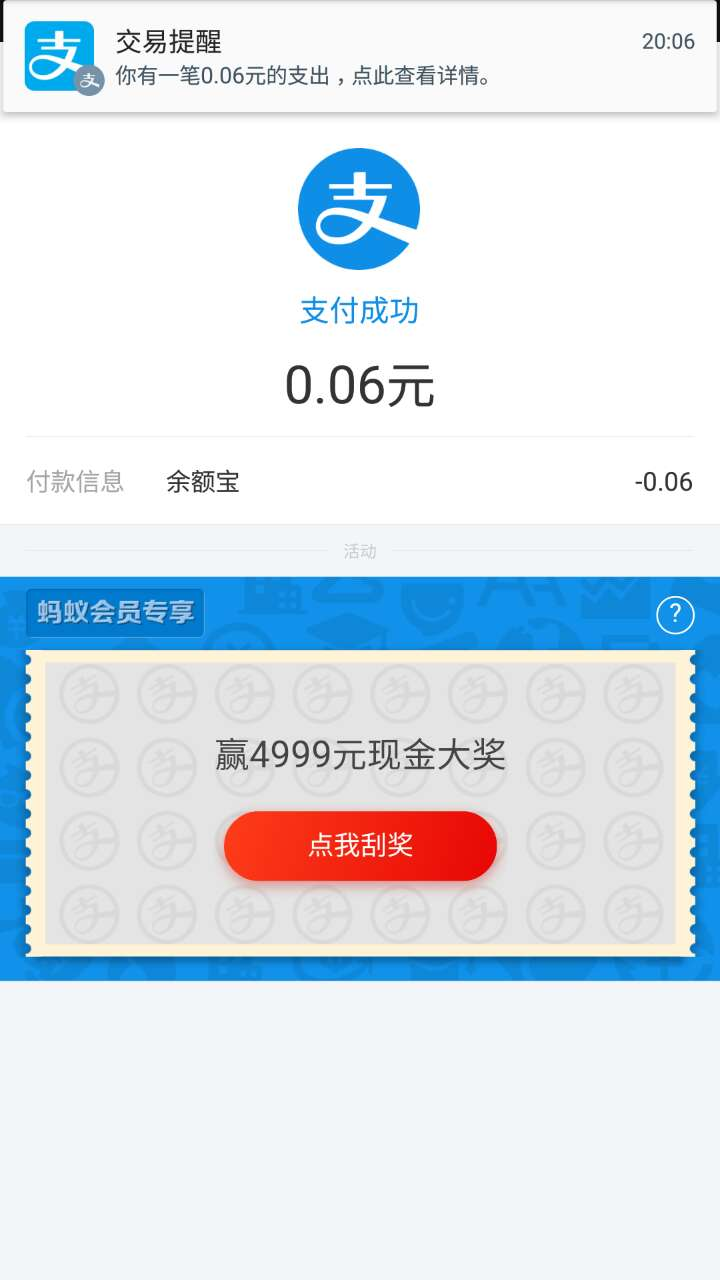 交易提醒
20:06
你有一笔0.06元的支出，点此查看详情。
支付成功
0.06元
付款信息 余额宝 -0.06
活动
蚂蚁会员专享
?
赢4999元现金大奖
点我刮奖